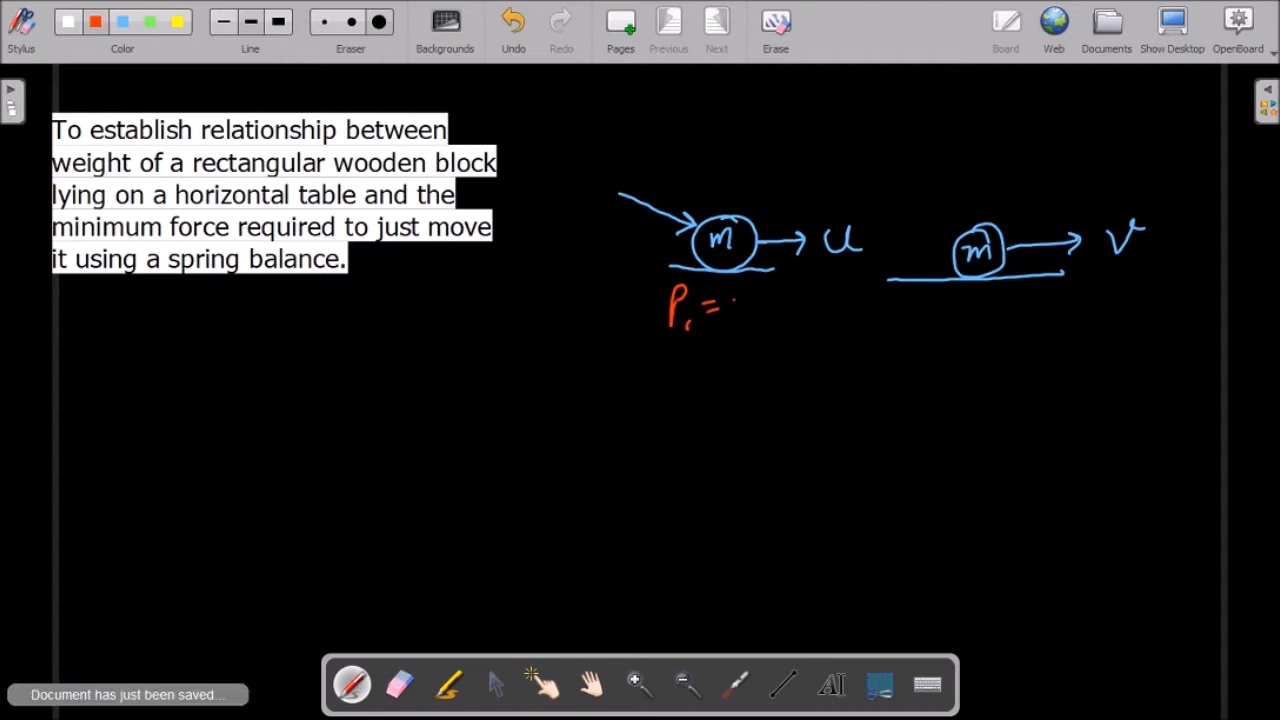 Stylus
Color
Line
Eraser
Backgrounds
Undo
Redo
Pages
Previous
Next
Erase
Board
Web
Documents
Show Desktop
OpenBoard
To establish relationship between
weight of a rectangular wooden block
lying on a horizontal table and the
minimum force required to just move
it using a spring balance.
m
u
m
v
P₁ =
AI
Document has just been saved...